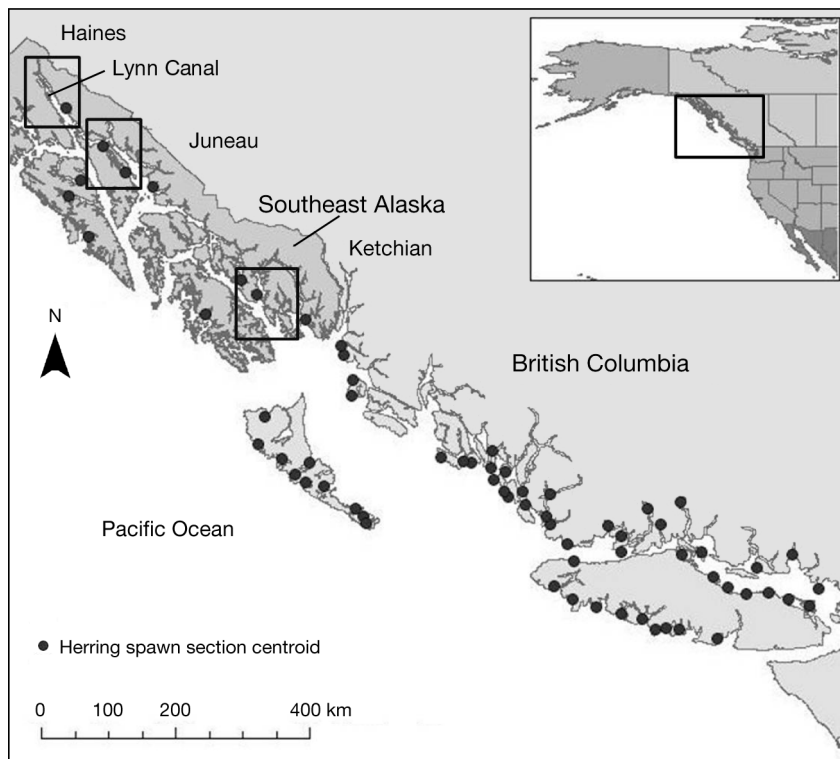 Haines
Lynn Canal
Juneau
Southeast Alaska
Ketchian
N
British Columbia
Pacific Ocean
Herring spawn section centroid
0 100 200 400 km